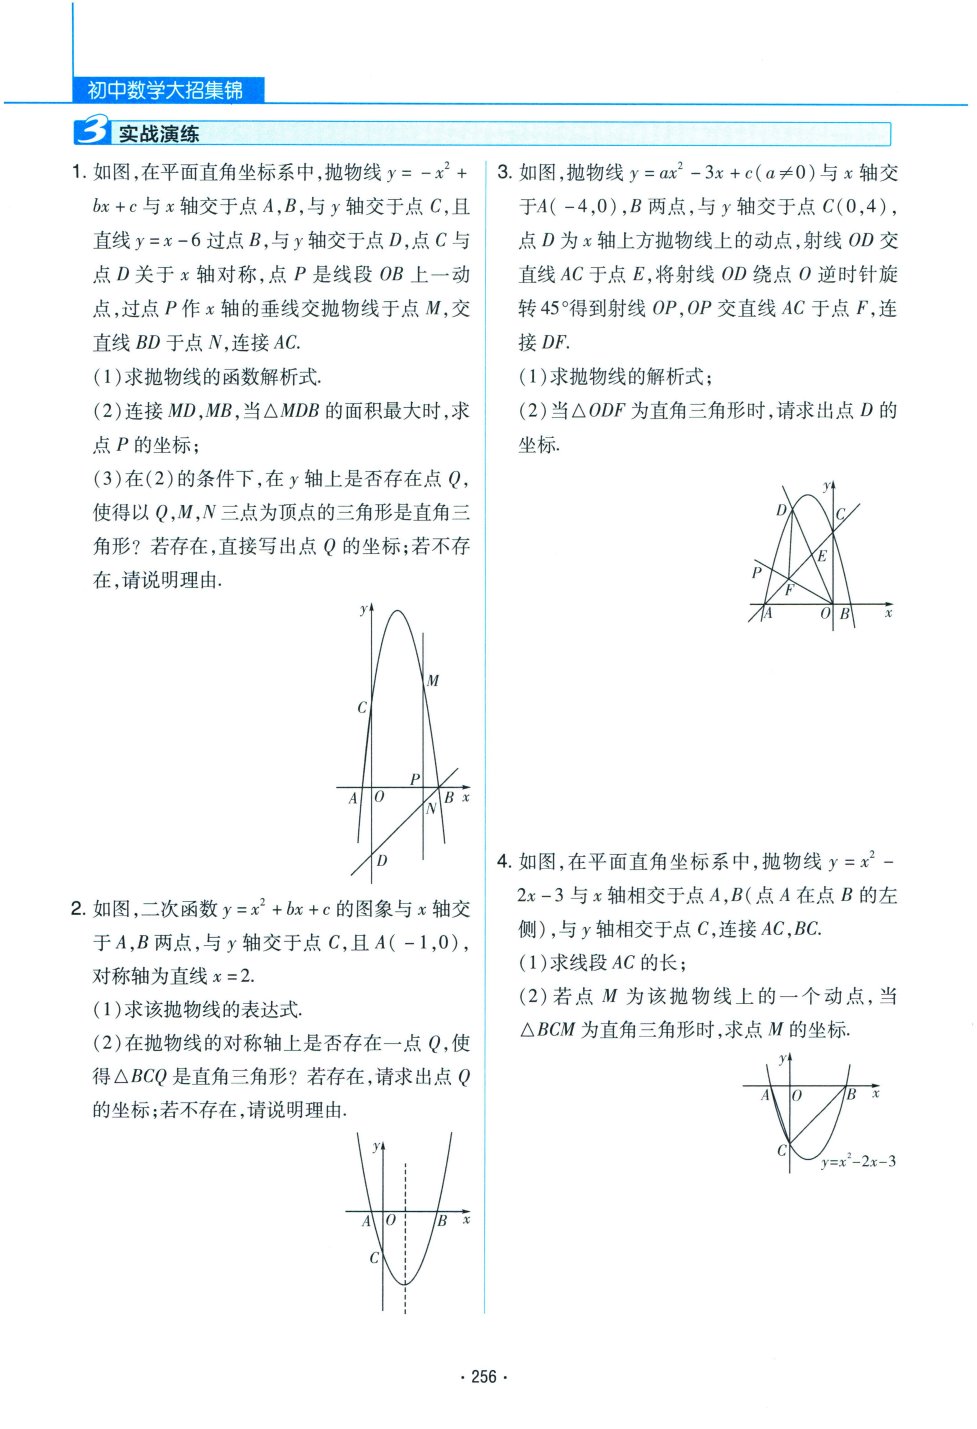 初中数学大招集锦
3 实战演练
1. 如图,在平面直角坐标系中,抛物线 y = -x² +
bx + c 与 x 轴交于点 A,B,与 y 轴交于点 C,且
直线 y = x - 6 过点 B,与 y 轴交于点 D,点 C 与
点 D 关于 x 轴对称,点 P 是线段 OB 上一动
点,过点 P 作 x 轴的垂线交抛物线于点 M,交
直线 BD 于点 N,连接 AC.
(1)求抛物线的函数解析式.
(2)连接 MD,MB,当△MDB 的面积最大时,求
点 P 的坐标;
(3)在(2)的条件下,在 y 轴上是否存在点 Q,
使得以 Q,M,N 三点为顶点的三角形是直角三
角形? 若存在,直接写出点 Q 的坐标;若不存
在,请说明理由.
y
M
C
P
A O B x
N
D
2. 如图,二次函数 y = x² + bx + c 的图象与 x 轴交
于 A,B 两点,与 y 轴交于点 C,且 A( -1,0),
对称轴为直线 x = 2.
(1)求该抛物线的表达式.
(2)在抛物线的对称轴上是否存在一点 Q,使
得△BCQ 是直角三角形? 若存在,请求出点 Q
的坐标;若不存在,请说明理由.
y
A O B x
C
3. 如图,抛物线 y = ax² - 3x + c(a≠0)与 x 轴交
于A( -4,0),B 两点,与 y 轴交于点 C(0,4),
点 D 为 x 轴上方抛物线上的动点,射线 OD 交
直线 AC 于点 E,将射线 OD 绕点 O 逆时针旋
转 45°得到射线 OP,OP 交直线 AC 于点 F,连
接 DF.
(1)求抛物线的解析式;
(2)当△ODF 为直角三角形时,请求出点 D 的
坐标.
y
D C
E
P
F
A O B x
4. 如图,在平面直角坐标系中,抛物线 y = x² -
2x - 3 与 x 轴相交于点 A,B(点 A 在点 B 的左
侧),与 y 轴相交于点 C,连接 AC,BC.
(1)求线段 AC 的长;
(2)若点 M 为该抛物线上的一个动点,当
△BCM 为直角三角形时,求点 M 的坐标.
y
A O B x
C
y=x²-2x-3
· 256 ·